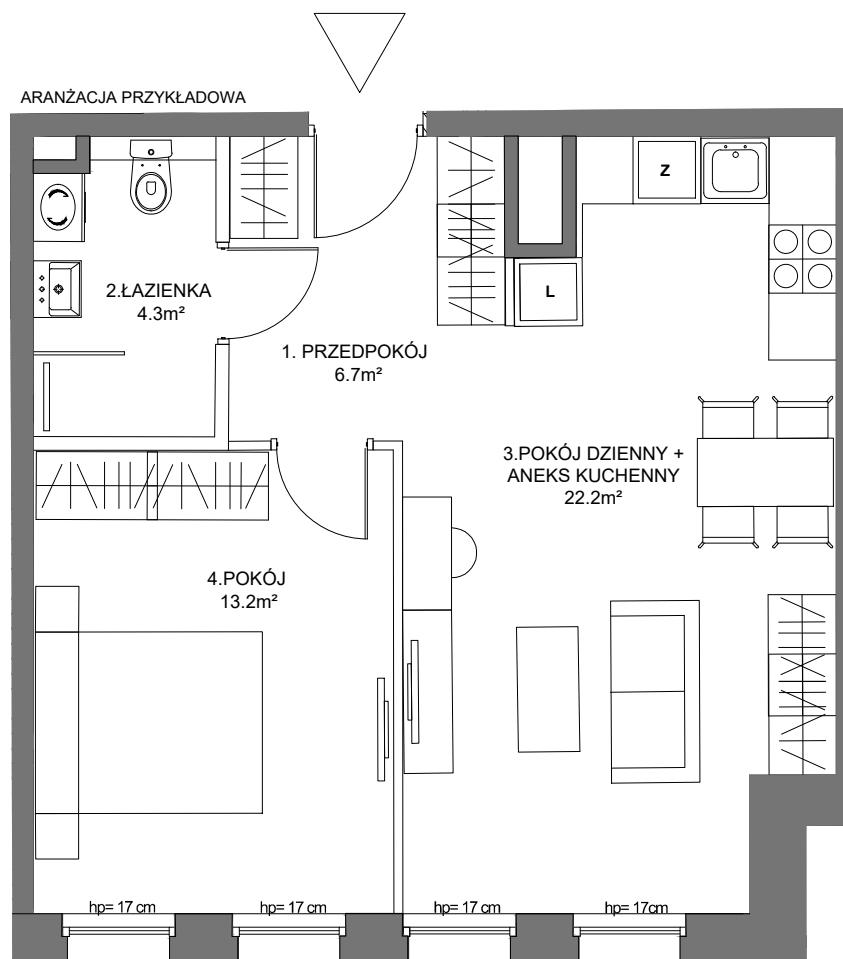 ARANŻACJA PRZYKŁADOWA
Z
2.ŁAZIENKA
4.3m²
L
1. PRZEDPOKÓJ
6.7m²
3.POKÓJ DZIENNY +
ANEKS KUCHENNY
22.2m²
4.POKÓJ
13.2m²
hp= 17 cm
hp= 17 cm
hp= 17 cm
hp= 17cm